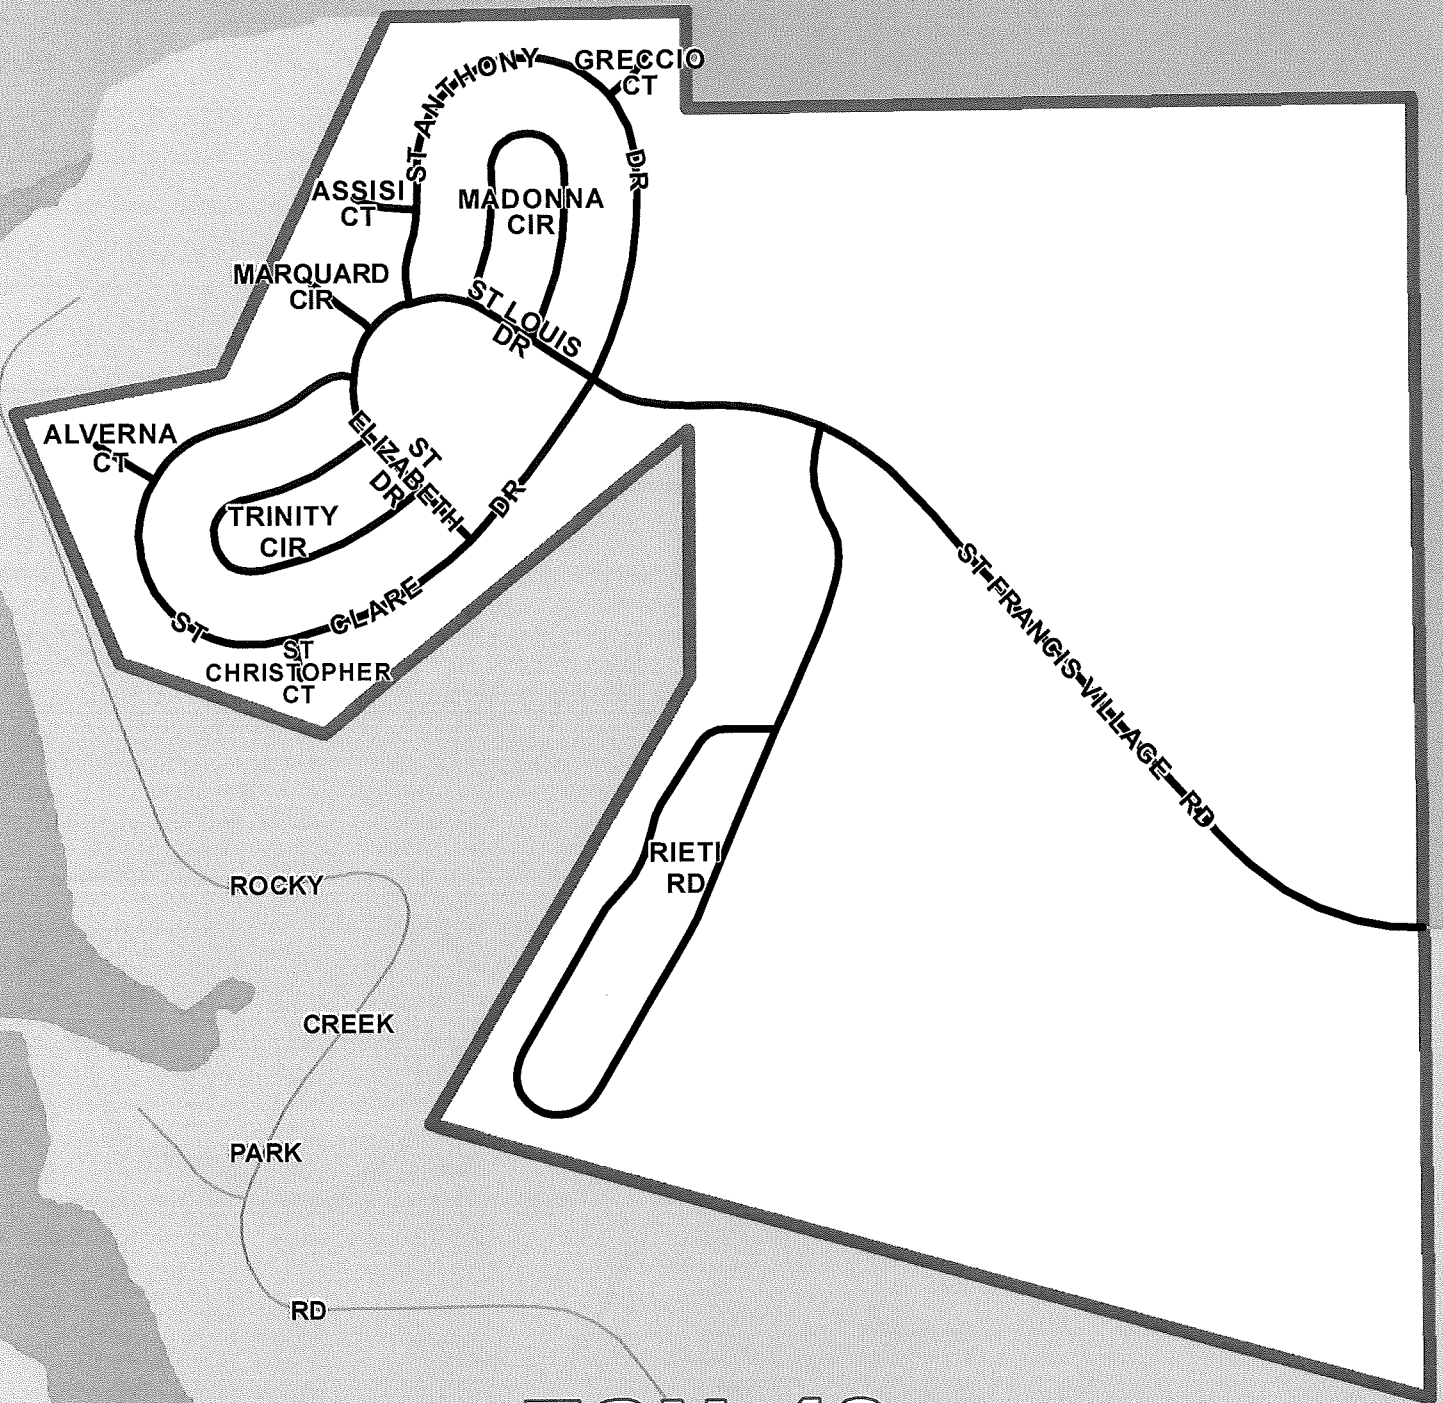 ST ANTHONY DR
GRECCIO
CT
ASSISI
CT
MADONNA
CIR
MARQUARD
CIR
ST LOUIS
DR
ALVERNA
CT
ST
ELIZABETH
DR
TRINITY
CIR
ST CLARE DR
ST
CHRISTOPHER
CT
ST FRANCIS VILLAGE RD
RIETI
RD
ROCKY
CREEK
PARK
RD